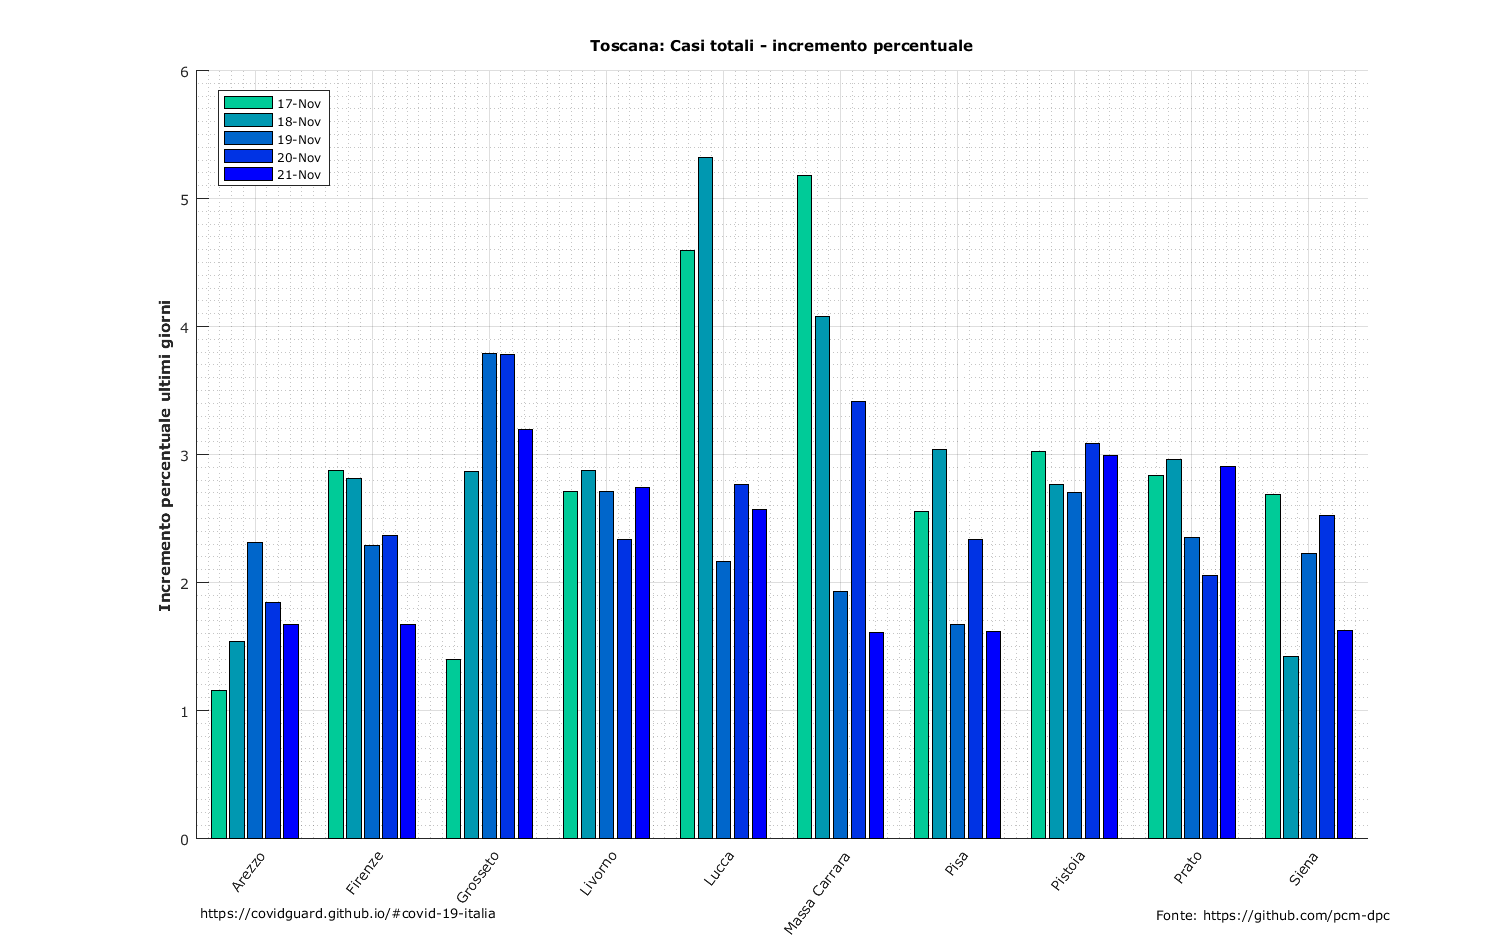 Toscana: Casi totali - incremento percentuale
6
5
4
3
2
1
0
Incremento percentuale ultimi giorni
17-Nov
18-Nov
19-Nov
20-Nov
21-Nov
Arezzo
Firenze
Grosseto
Livorno
Lucca
Massa Carrara
Pisa
Pistoia
Prato
Siena
https://covidguard.github.io/#covid-19-italia
Fonte: https://github.com/pcm-dpc